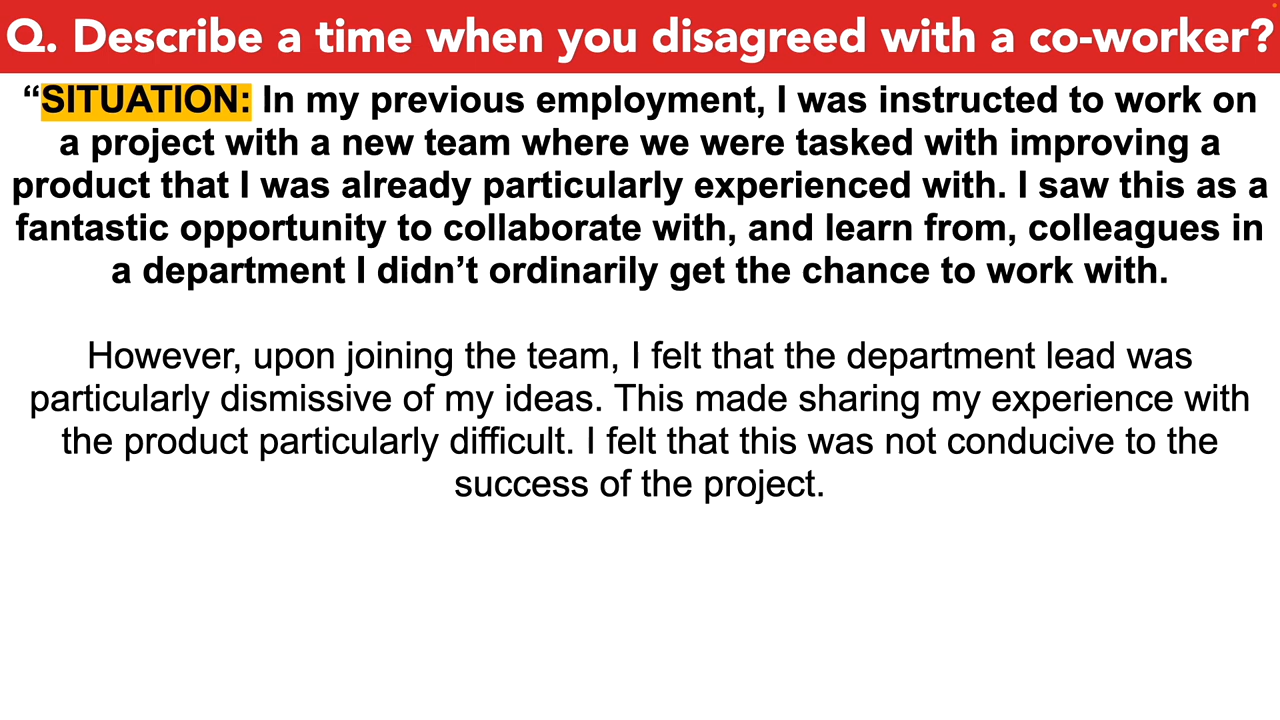 Q. Describe a time when you disagreed with a co-worker?
“SITUATION: In my previous employment, I was instructed to work on
a project with a new team where we were tasked with improving a
product that I was already particularly experienced with. I saw this as a
fantastic opportunity to collaborate with, and learn from, colleagues in
a department I didn’t ordinarily get the chance to work with.
However, upon joining the team, I felt that the department lead was
particularly dismissive of my ideas. This made sharing my experience with
the product particularly difficult. I felt that this was not conducive to the
success of the project.